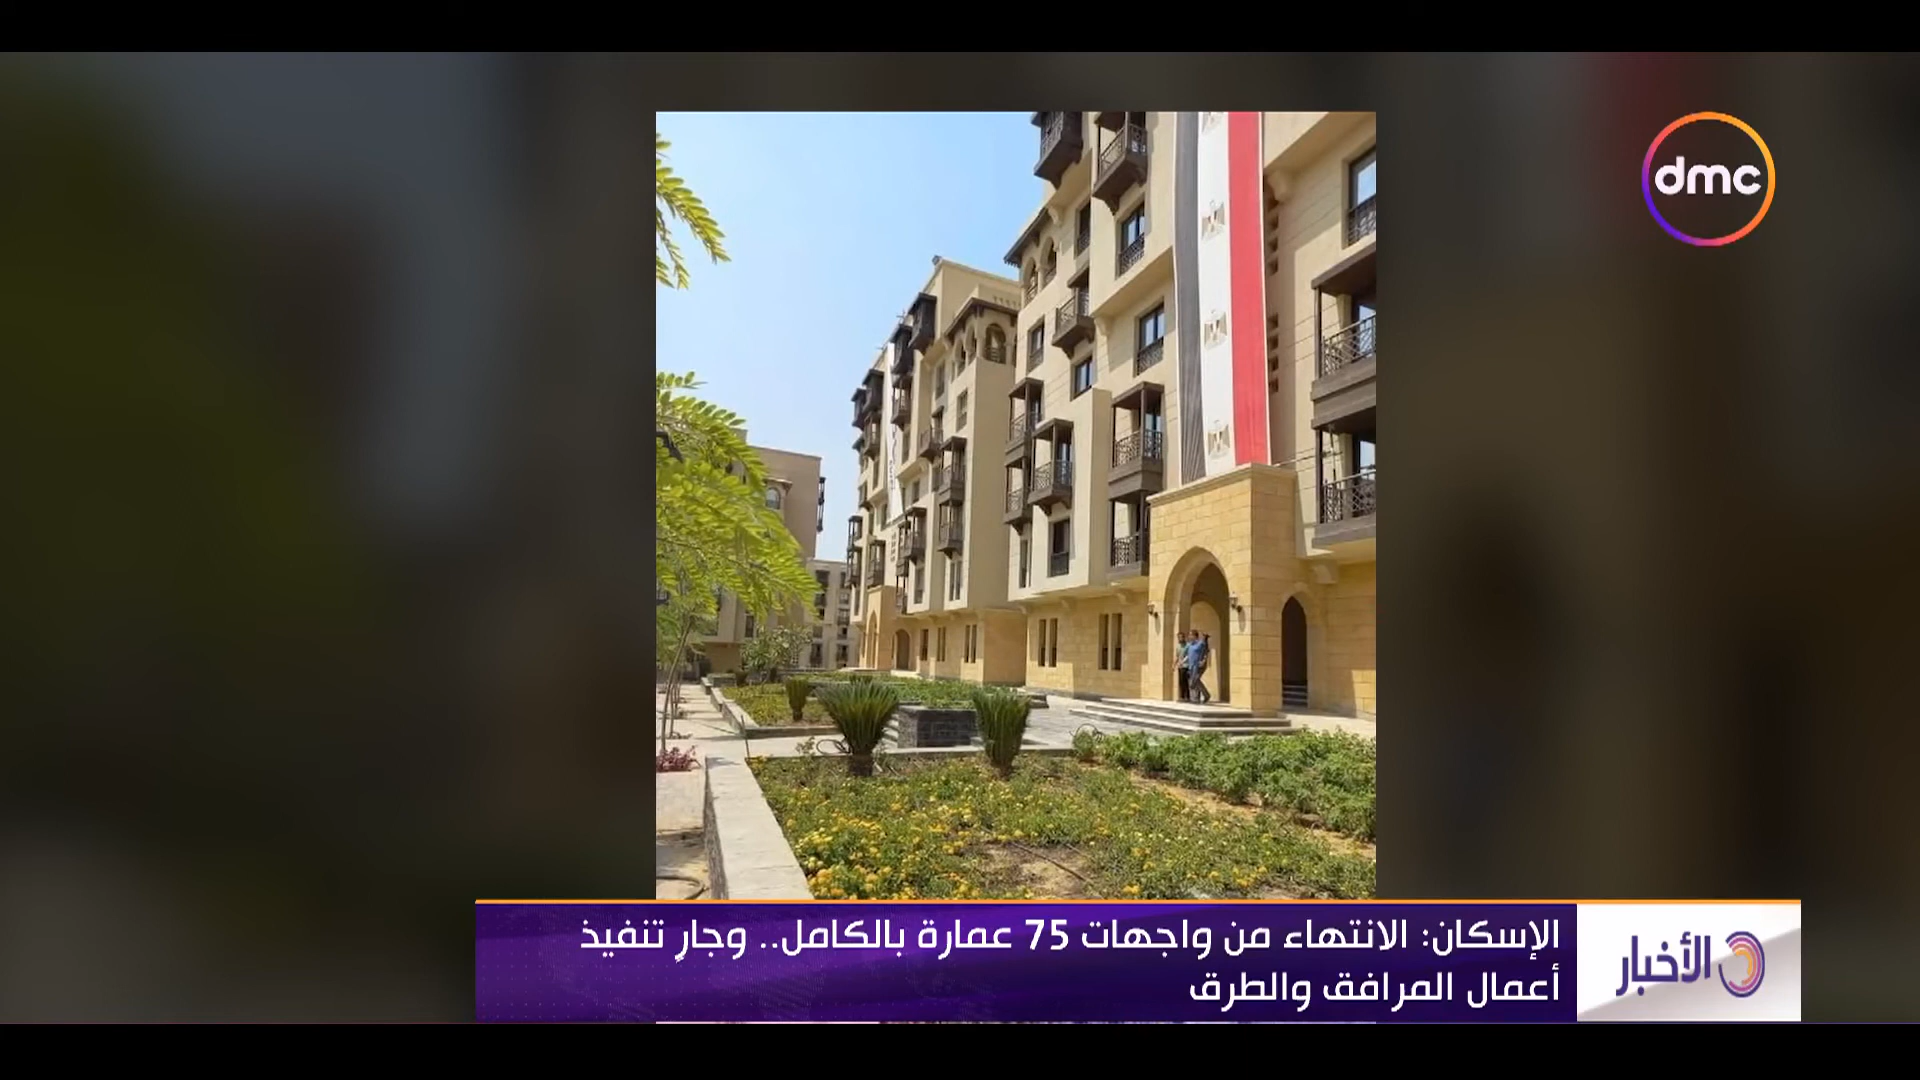 dmc
الإسكان: الانتهاء من واجهات 75 عمارة بالكامل.. وجارٍ تنفيذ
أعمال المرافق والطرق
الأخبار